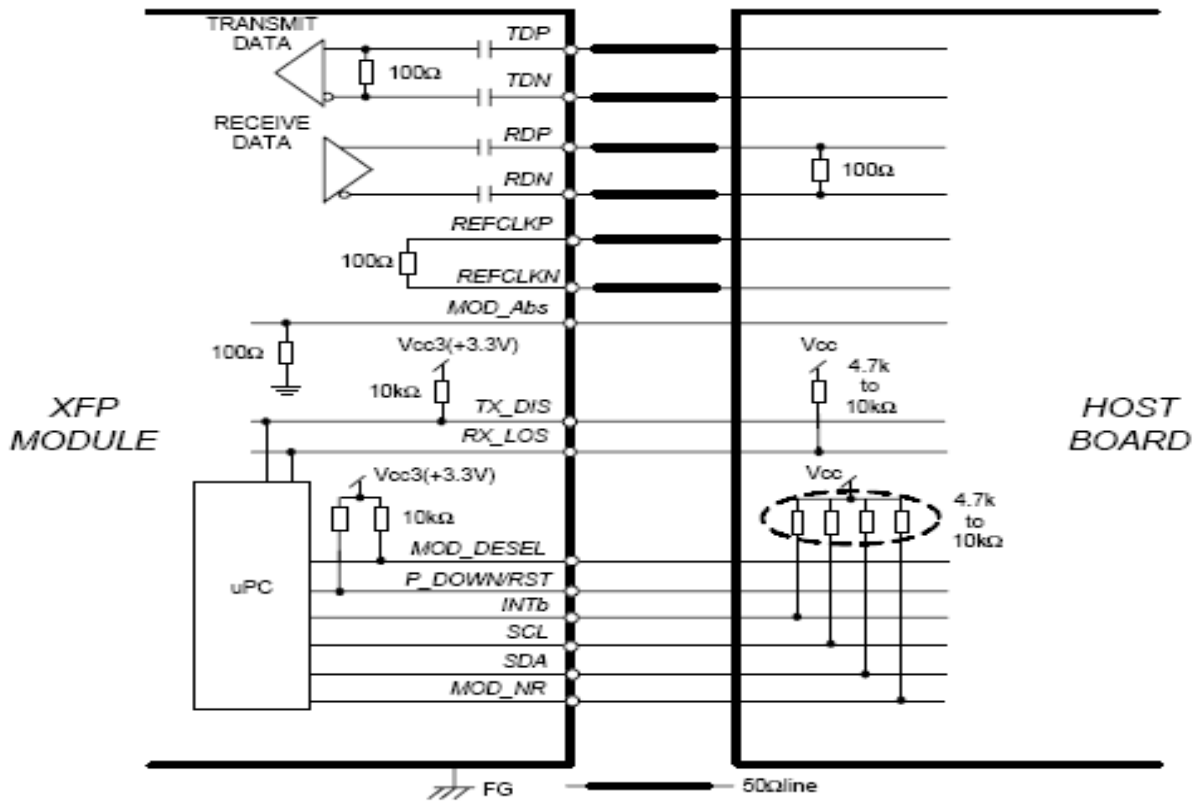 TRANSMIT
DATA
TDP
100Ω
TDN
RECEIVE
DATA
RDP
RDN
100Ω
REFCLKP
100Ω
REFCLKN
MOD_Abs
100Ω
Vcc3(+3.3V)
10kΩ
TX_DIS
RX_LOS
Vcc
4.7k
to
10kΩ
XFP
MODULE
HOST
BOARD
Vcc3(+3.3V)
10kΩ
MOD_DESEL
P_DOWN/RST
INTb
SCL
SDA
MOD_NR
uPC
Vcc
4.7k
to
10kΩ
FG
50Ωline